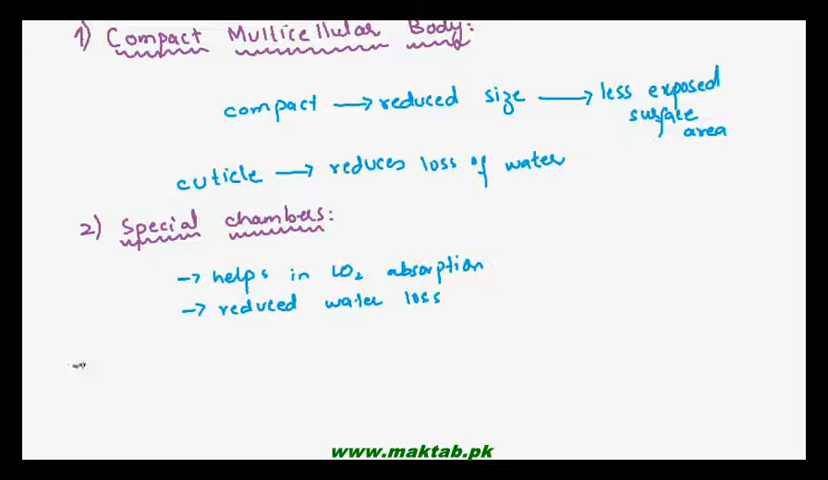 1) Compact Multicellular Body:
compact → reduced size → less exposed
surface
area
cuticle → reduces loss of water
2) Special chambers:
→ helps in CO₂ absorption
→ reduced water loss
www.maktab.pk